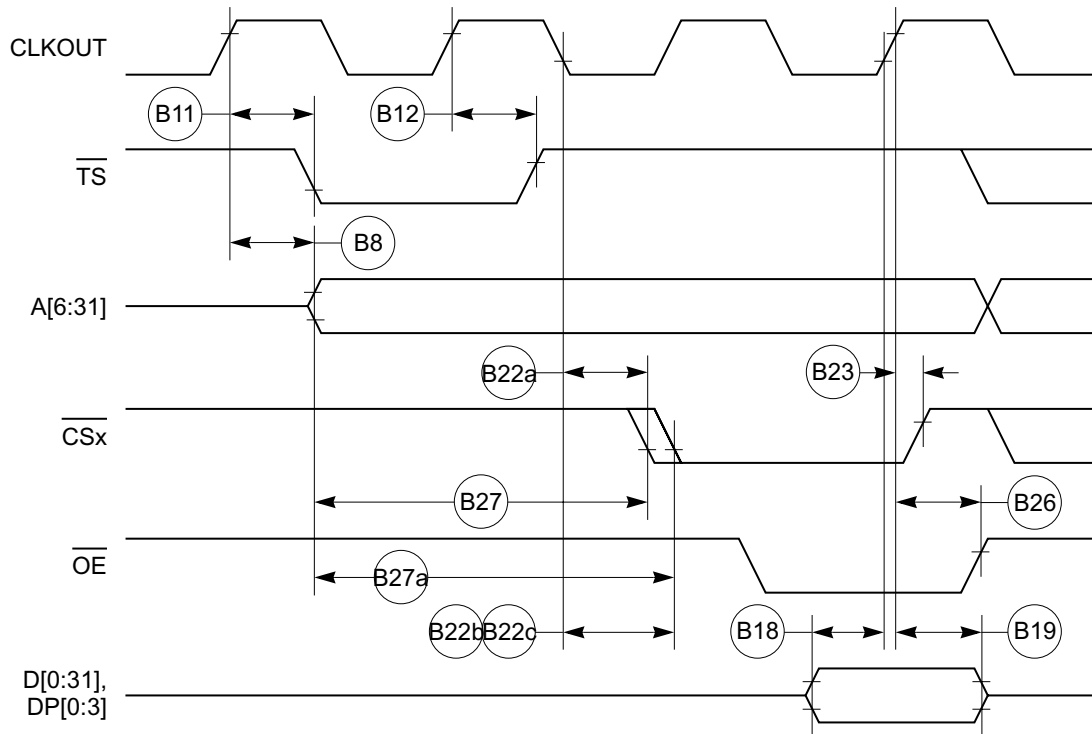 CLKOUT
B11
B12
TS
B8
A[6:31]
B22a
B23
CSx
B27
B26
OE
B27a
B22b B22c
B18
B19
D[0:31],
DP[0:3]